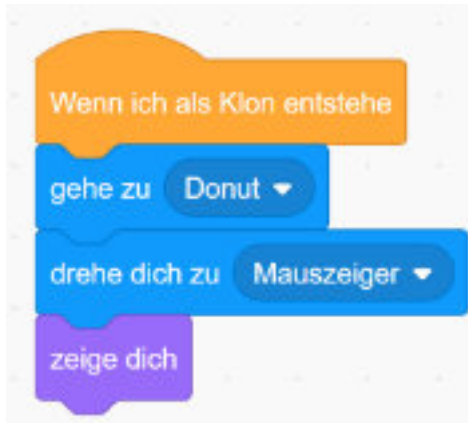 Wenn ich als Klon entstehe
gehe zu Donut
drehe dich zu Mauszeiger
zeige dich